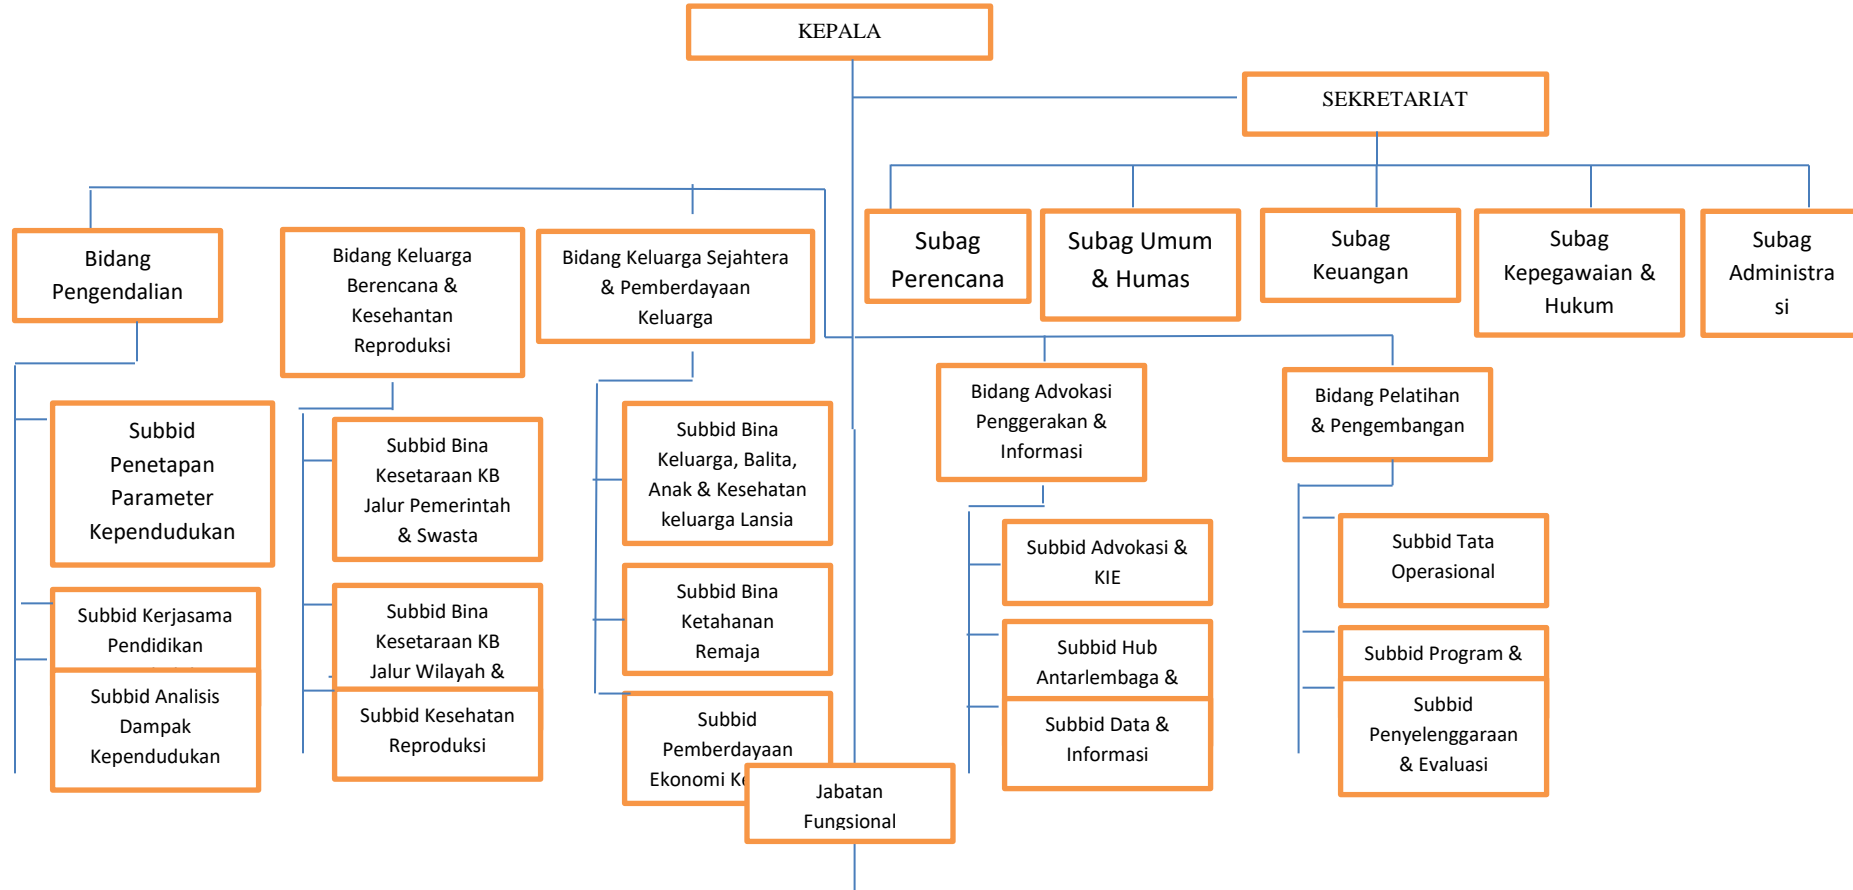 KEPALA
SEKRETARIAT
Subag
Perencana
Subag Umum
& Humas
Subag
Keuangan
Subag
Kepegawaian &
Hukum
Subag
Administra
si
Bidang
Pengendalian
Bidang Keluarga
Berencana &
Kesehantan
Reproduksi
Bidang Keluarga Sejahtera
& Pemberdayaan
Keluarga
Bidang Advokasi
Penggerakan &
Informasi
Bidang Pelatihan
& Pengembangan
Subbid
Penetapan
Parameter
Kependudukan
Subbid Kerjasama
Pendidikan
Subbid Analisis
Dampak
Kependudukan
Subbid Bina
Kesetaraan KB
Jalur Pemerintah
& Swasta
Subbid Bina
Kesetaraan KB
Jalur Wilayah &
Subbid Kesehatan
Reproduksi
Subbid Bina
Keluarga, Balita,
Anak & Kesehatan
keluarga Lansia
Subbid Bina
Ketahanan
Remaja
Subbid
Pemberdayaan
Ekonomi
Subbid Advokasi &
KIE
Subbid Hub
Antarlembaga &
Subbid Data &
Informasi
Subbid Tata
Operasional
Subbid Program &
Subbid
Penyelenggaraan
& Evaluasi
Jabatan
Fungsional